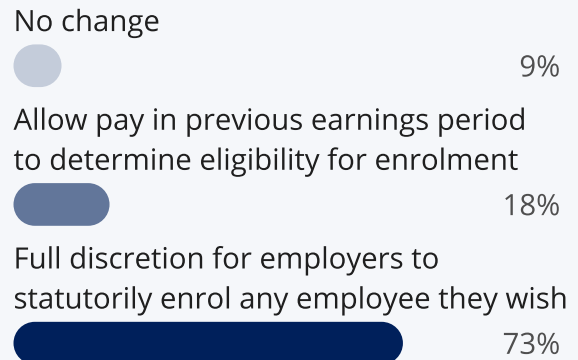 No change
9%
Allow pay in previous earnings period
to determine eligibility for enrolment
18%
Full discretion for employers to
statutorily enrol any employee they wish
73%